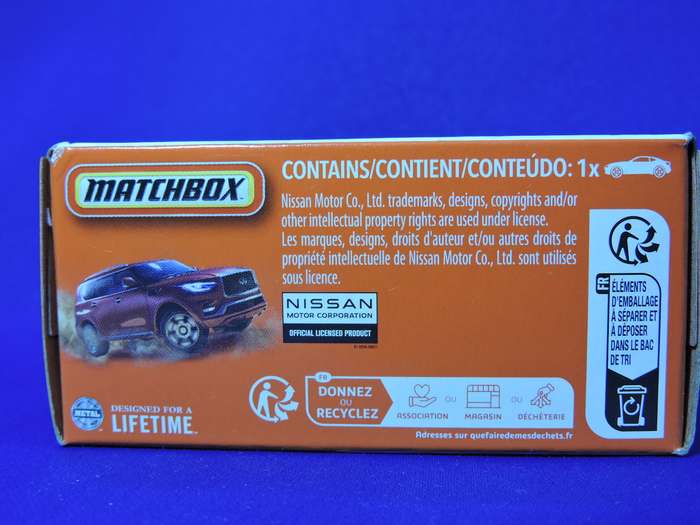 MATCHBOX
CONTAINS/CONTIENT/CONTEÚDO: 1x
Nissan Motor Co., Ltd. trademarks, designs, copyrights and/or
other intellectual property rights are used under license.
Les marques, designs, droits d'auteur et/ou autres droits de
propriété intellectuelle de Nissan Motor Co., Ltd. sont utilisés
sous licence.
NISSAN
MOTOR CORPORATION
OFFICIAL LICENSED PRODUCT
METAL
DESIGNED FOR A
LIFETIME™
FR
DONNEZ
OU
RECYCLEZ
ASSOCIATION
OU
MAGASIN
OU
DÉCHÈTERIE
Adresses sur quefairedemesdechets.fr
FR
ÉLÉMENTS
D'EMBALLAGE
À SÉPARER ET
À DÉPOSER
DANS LE BAC
DE TRI